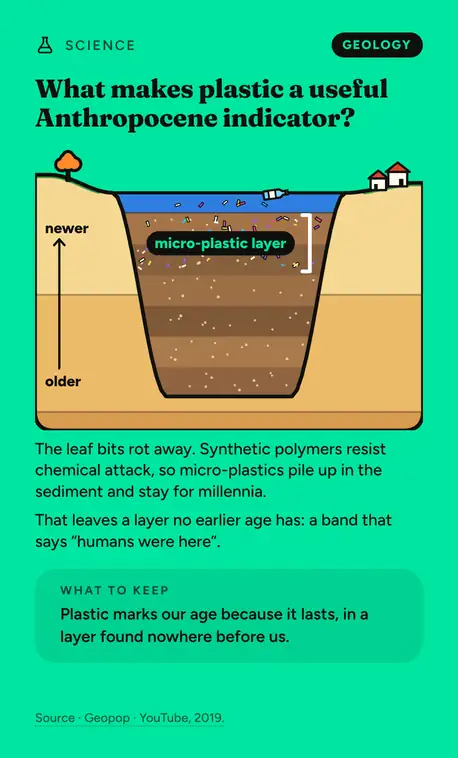 SCIENCE
GEOLOGY
What makes plastic a useful
Anthropocene indicator?
newer
micro-plastic layer
older
The leaf bits rot away. Synthetic polymers resist
chemical attack, so micro-plastics pile up in the
sediment and stay for millennia.
That leaves a layer no earlier age has: a band that
says “humans were here”.
WHAT TO KEEP
Plastic marks our age because it lasts, in a
layer found nowhere before us.
Source · Geopop · YouTube, 2019.